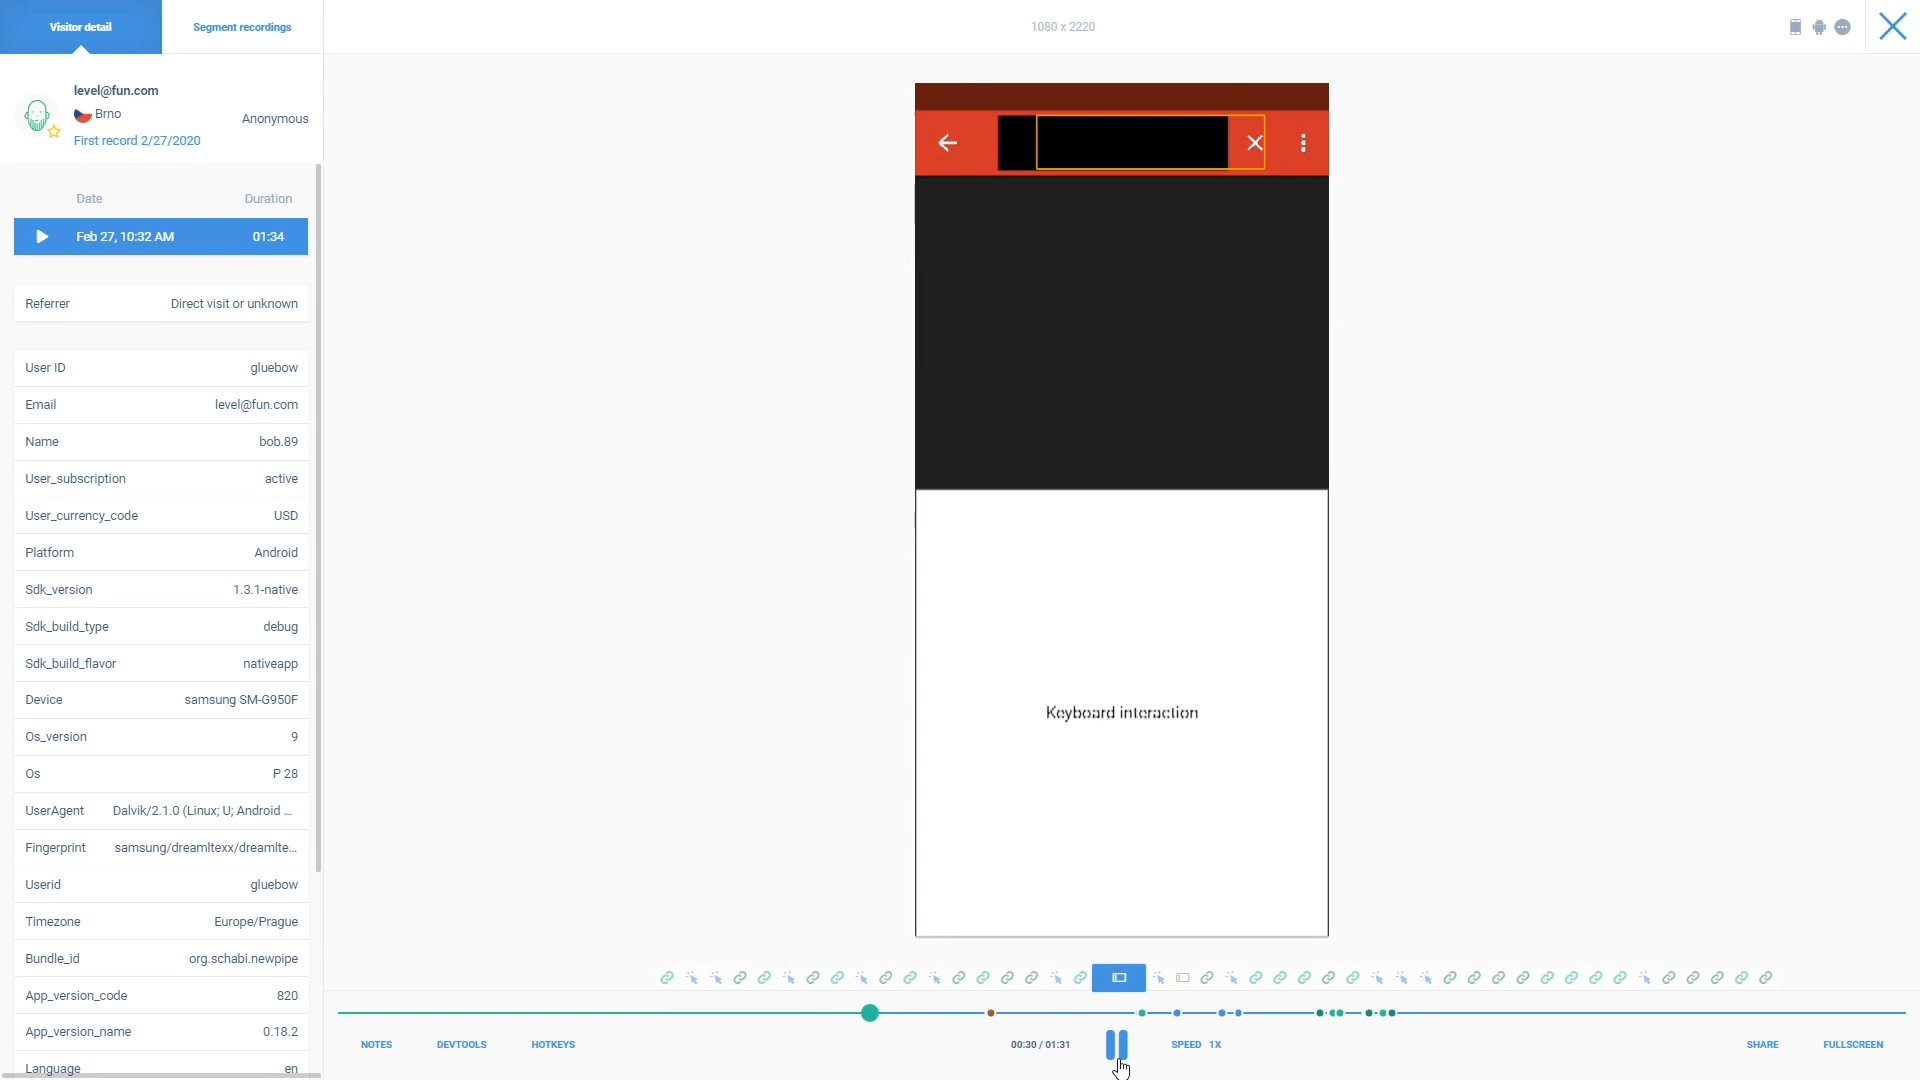 Visitor detail
Segment recordings
1080 x 2220
level@fun.com
Brno
Anonymous
First record 2/27/2020
Date Duration
Feb 27, 10:32 AM 01:34
Referrer Direct visit or unknown
User ID gluebow
Email level@fun.com
Name bob.89
User_subscription active
User_currency_code USD
Platform Android
Sdk_version 1.3.1-native
Sdk_build_type debug
Sdk_build_flavor nativeapp
Device samsung SM-G950F
Os_version 9
Os P 28
UserAgent Dalvik/2.1.0 (Linux; U; Android ...
Fingerprint samsung/dreamltexx/dreamlte...
Userid gluebow
Timezone Europe/Prague
Bundle_id org.schabi.newpipe
App_version_code 820
App_version_name 0.18.2
Language en
Keyboard interaction
NOTES
DEVTOOLS
HOTKEYS
00:30 / 01:31
SPEED 1X
SHARE
FULLSCREEN